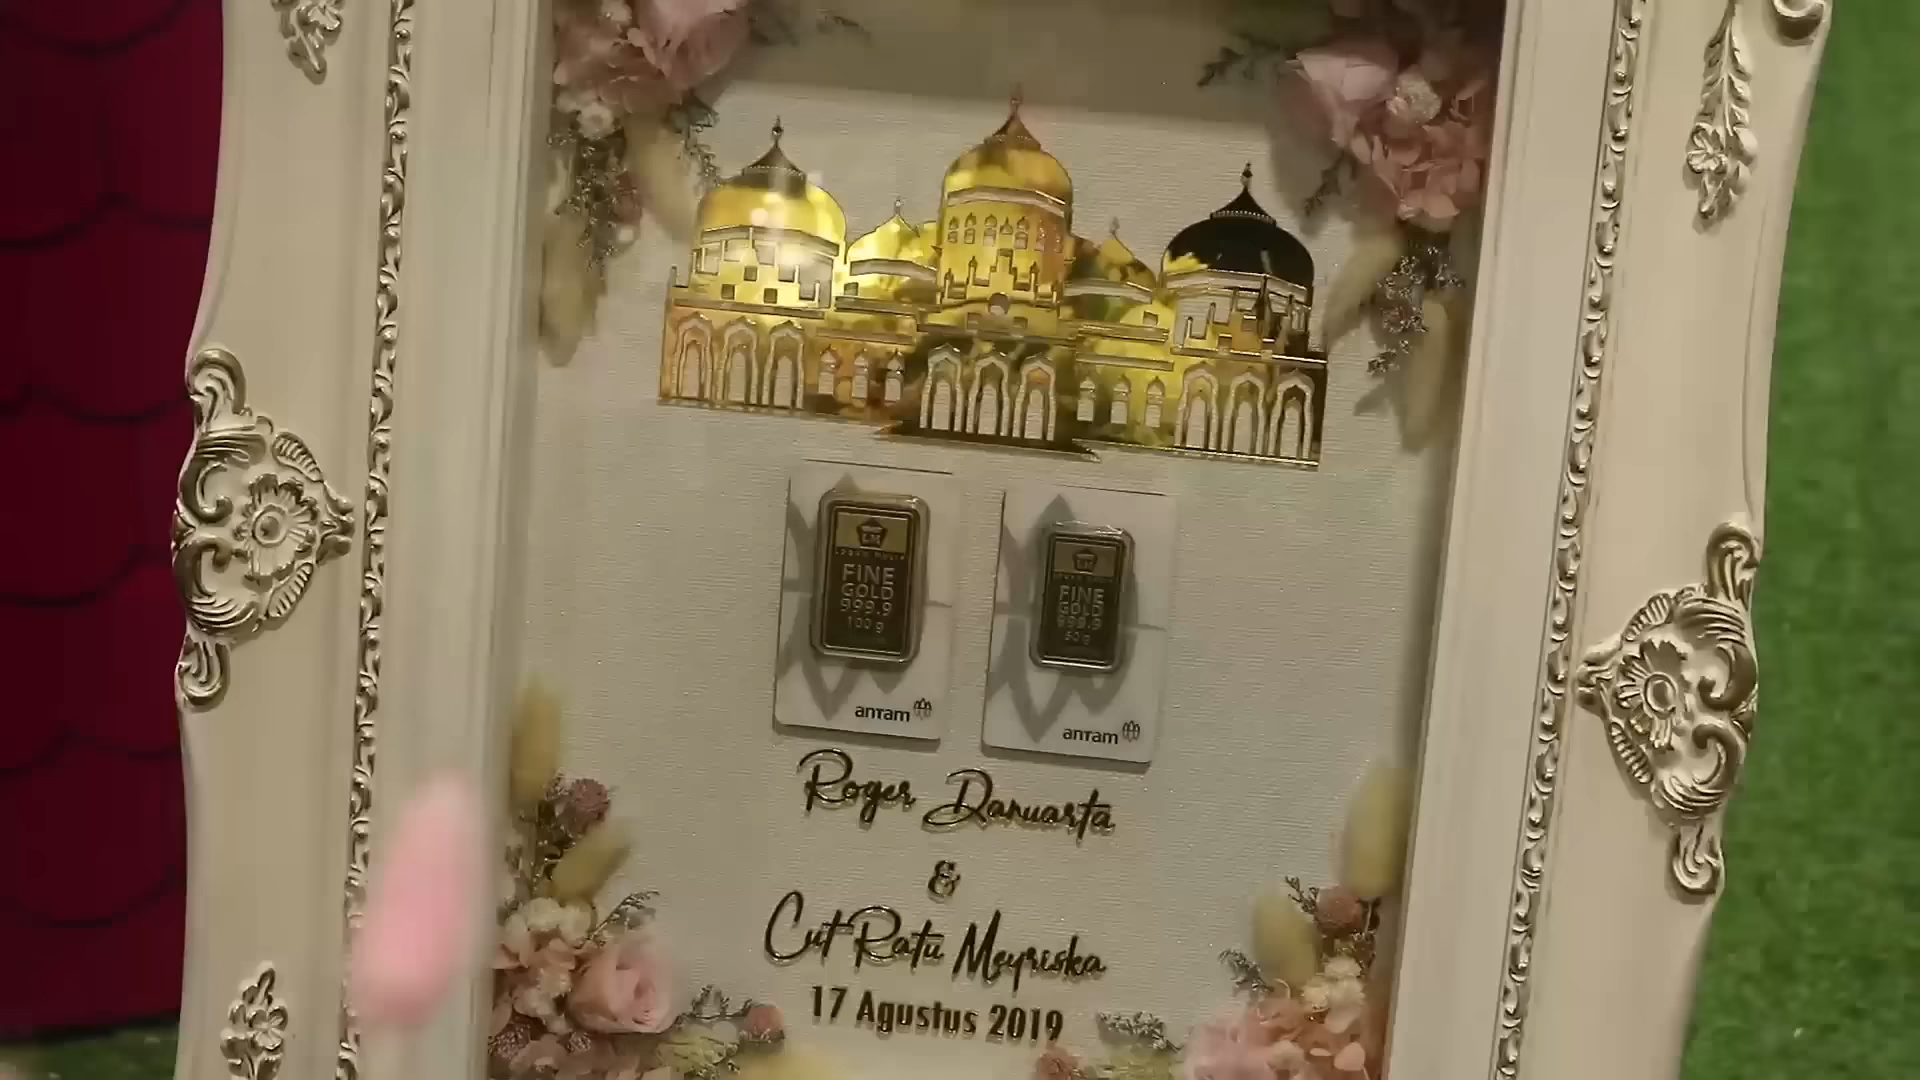 LM
FINE
GOLD
999.9
100 g
antam
FINE
GOLD
999.9
50 g
antam
Roger Danuarta
&
Cut Ratu Meyriska
17 Agustus 2019